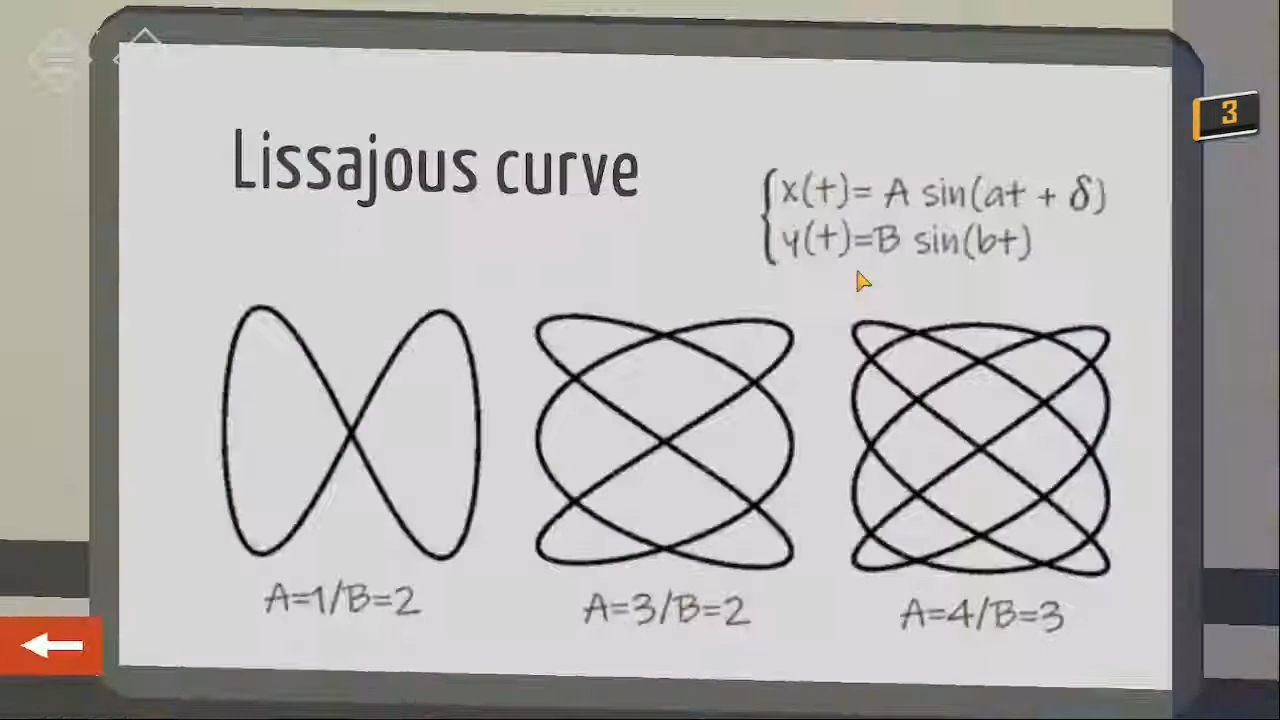 3
Lissajous curve
x(t)= A sin(at + δ)
y(t)=B sin(bt)
A=1/B=2
A=3/B=2
A=4/B=3